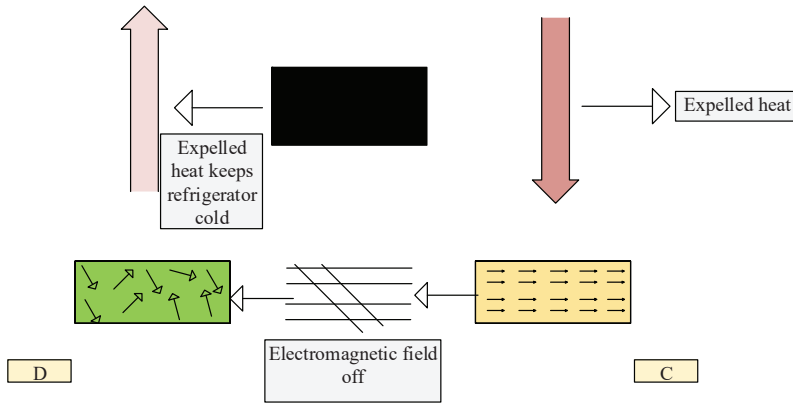 Expelled heat
Expelled
heat keeps
refrigerator
cold
Electromagnetic field
off
D
C